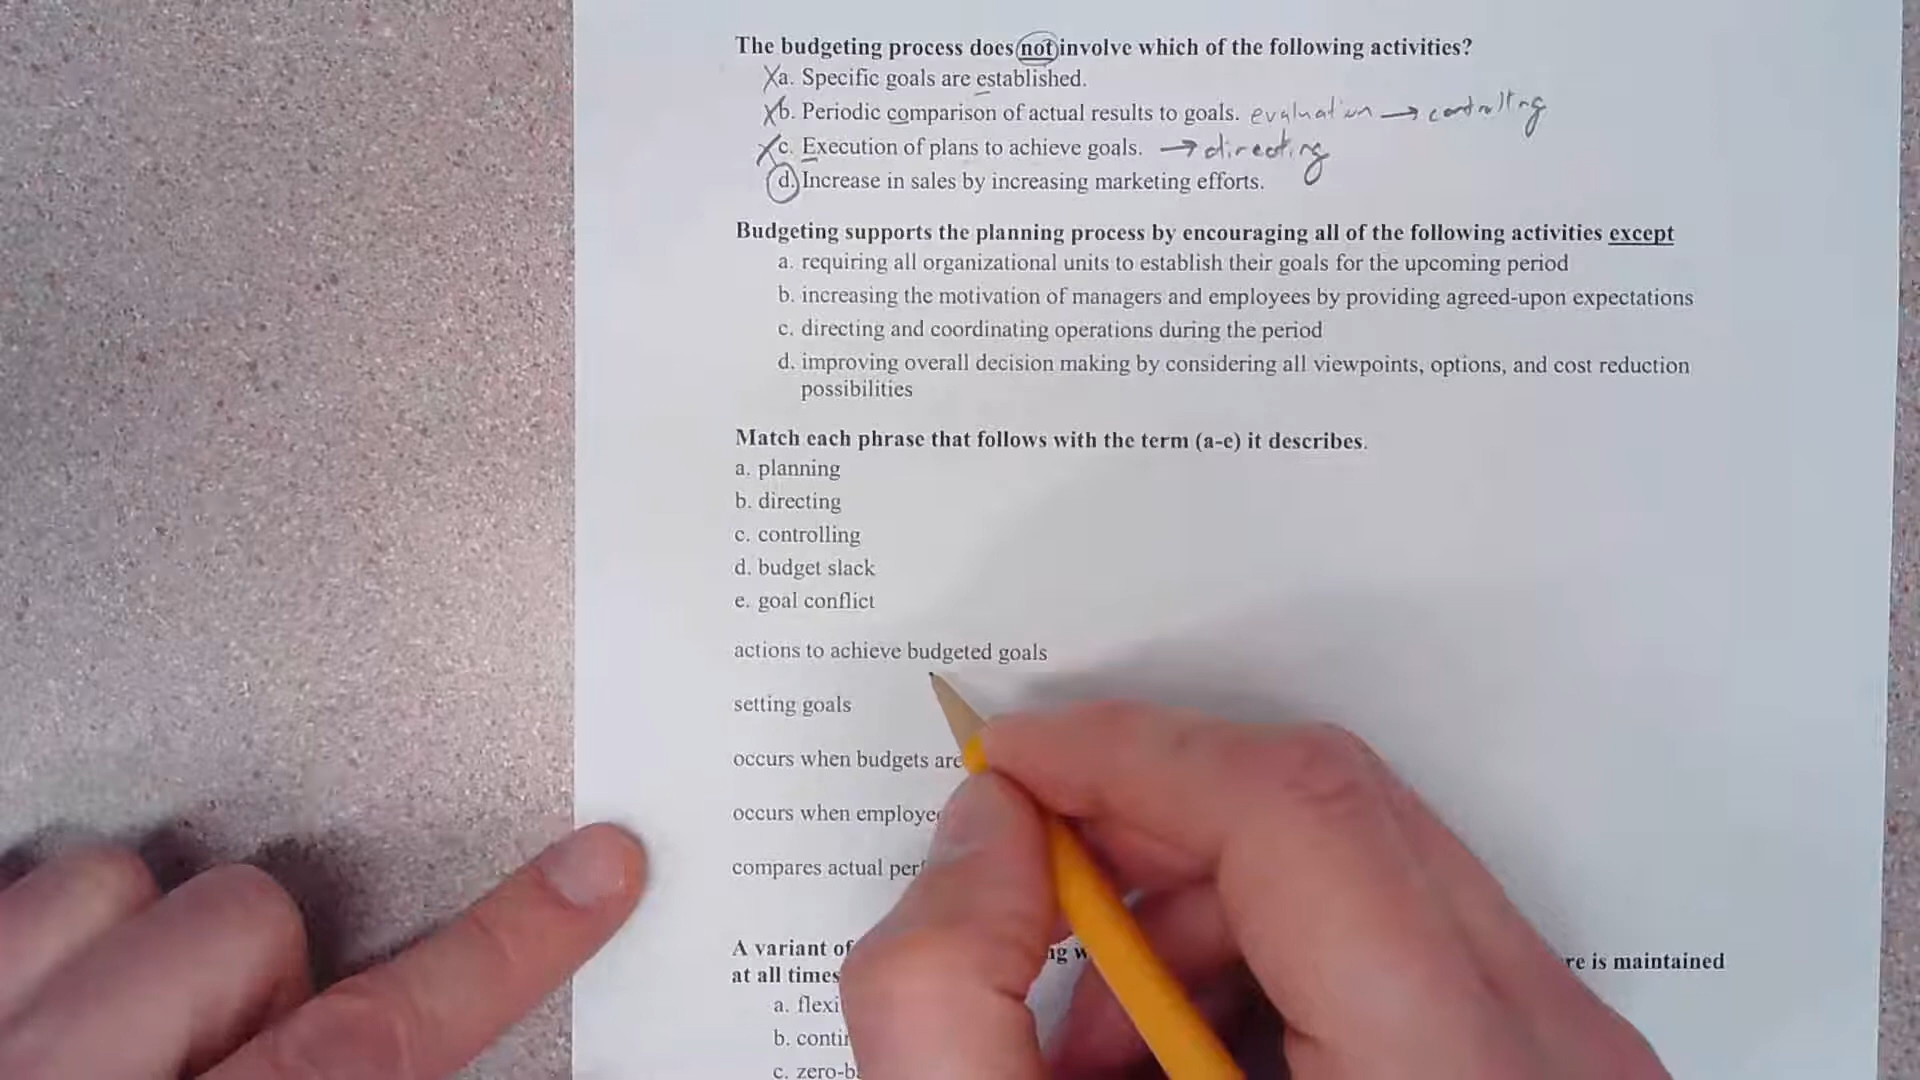 The budgeting process does not involve which of the following activities?
Xa. Specific goals are established.
Xb. Periodic comparison of actual results to goals. evaluation → controlling
Xc. Execution of plans to achieve goals. → directing
d. Increase in sales by increasing marketing efforts.
Budgeting supports the planning process by encouraging all of the following activities except
a. requiring all organizational units to establish their goals for the upcoming period
b. increasing the motivation of managers and employees by providing agreed-upon expectations
c. directing and coordinating operations during the period
d. improving overall decision making by considering all viewpoints, options, and cost reduction
possibilities
Match each phrase that follows with the term (a-e) it describes.
a. planning
b. directing
c. controlling
d. budget slack
e. goal conflict
actions to achieve budgeted goals
setting goals
occurs when budgets are
occurs when
compares actual
A variant of is maintained
at all times
a.
b.
c.